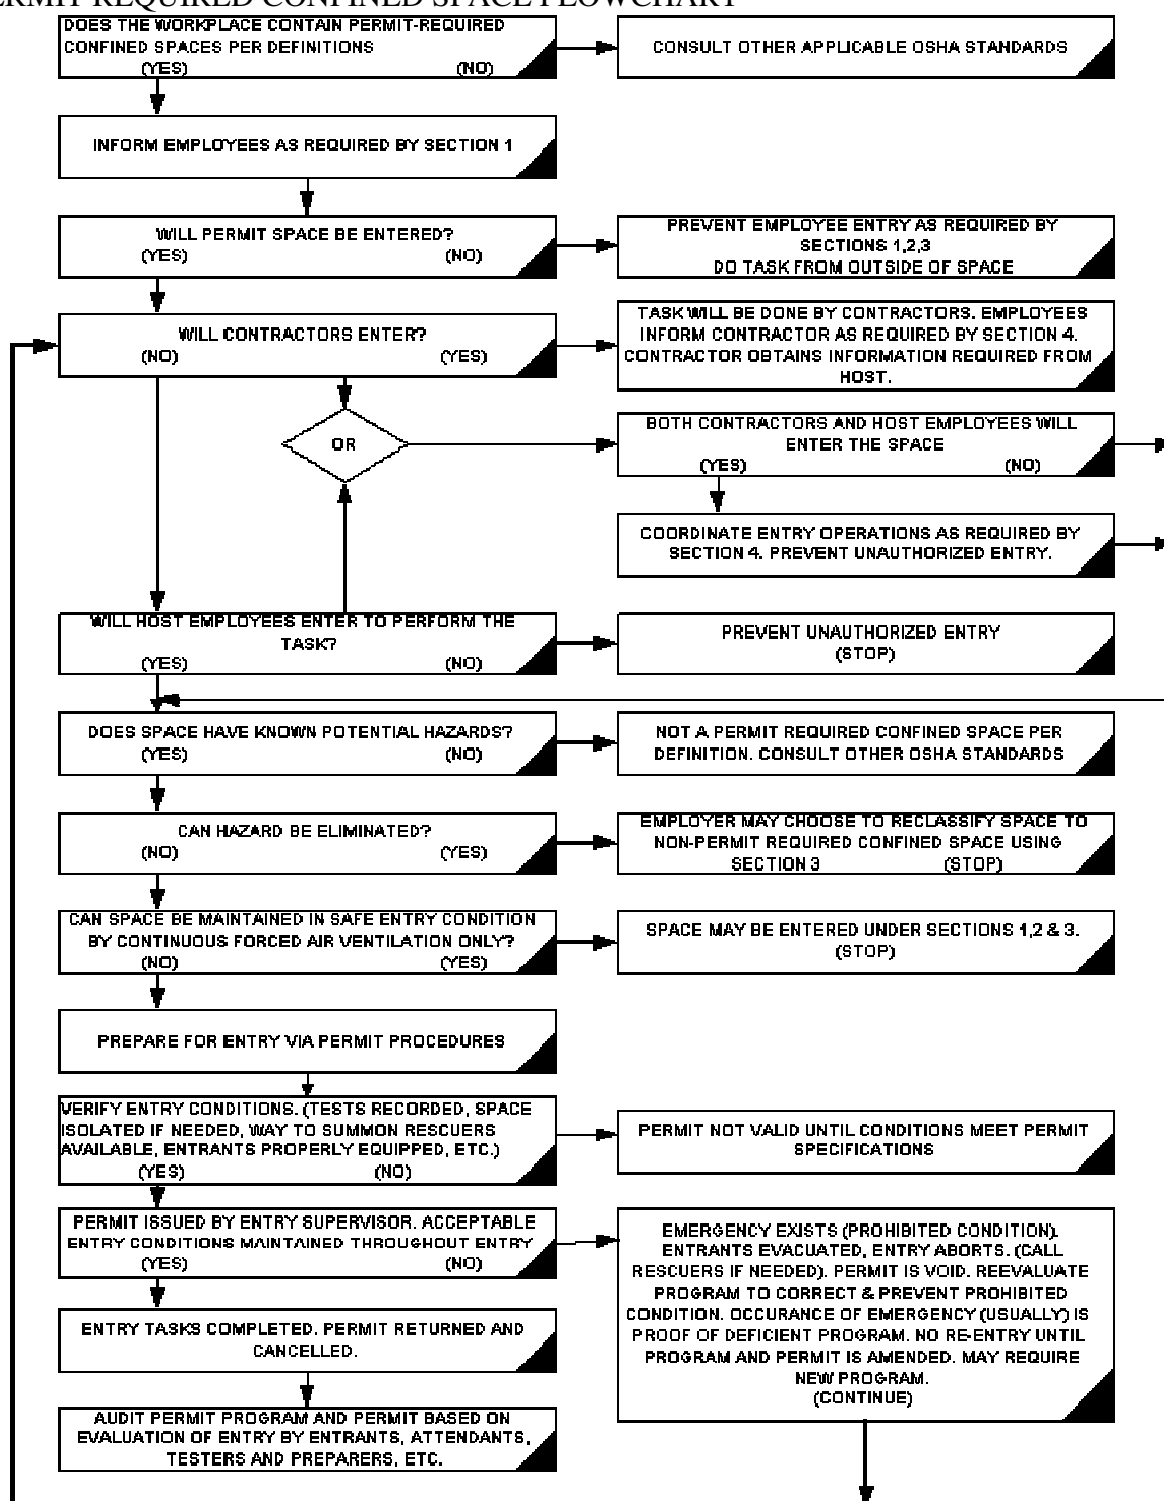 ERMIT REQUIRED CONFINED SPACE FLOWCHART
DOES THE WORKPLACE CONTAIN PERMIT-REQUIRED
CONFINED SPACES PER DEFINITIONS
(YES) (NO)
CONSULT OTHER APPLICABLE OSHA STANDARDS
INFORM EMPLOYEES AS REQUIRED BY SECTION 1
WILL PERMIT SPACE BE ENTERED?
(YES) (NO)
PREVENT EMPLOYEE ENTRY AS REQUIRED BY
SECTIONS 1,2,3
DO TASK FROM OUTSIDE OF SPACE
WILL CONTRACTORS ENTER?
(NO) (YES)
TASK WILL BE DONE BY CONTRACTORS. EMPLOYEES
INFORM CONTRACTOR AS REQUIRED BY SECTION 4.
CONTRACTOR OBTAINS INFORMATION REQUIRED FROM
HOST.
OR
BOTH CONTRACTORS AND HOST EMPLOYEES WILL
ENTER THE SPACE
(YES) (NO)
COORDINATE ENTRY OPERATIONS AS REQUIRED BY
SECTION 4. PREVENT UNAUTHORIZED ENTRY.
WILL HOST EMPLOYEES ENTER TO PERFORM THE
TASK?
(YES) (NO)
PREVENT UNAUTHORIZED ENTRY
(STOP)
DOES SPACE HAVE KNOWN POTENTIAL HAZARDS?
(YES) (NO)
NOT A PERMIT REQUIRED CONFINED SPACE PER
DEFINITION. CONSULT OTHER OSHA STANDARDS
CAN HAZARD BE ELIMINATED?
(NO) (YES)
EMPLOYER MAY CHOOSE TO RECLASSIFY SPACE TO
NON-PERMIT REQUIRED CONFINED SPACE USING
SECTION 3 (STOP)
CAN SPACE BE MAINTAINED IN SAFE ENTRY CONDITION
BY CONTINUOUS FORCED AIR VENTILATION ONLY?
(NO) (YES)
SPACE MAY BE ENTERED UNDER SECTIONS 1,2 & 3.
(STOP)
PREPARE FOR ENTRY VIA PERMIT PROCEDURES
VERIFY ENTRY CONDITIONS. (TESTS RECORDED, SPACE
ISOLATED IF NEEDED, WAY TO SUMMON RESCUERS
AVAILABLE, ENTRANTS PROPERLY EQUIPPED, ETC.)
(YES) (NO)
PERMIT NOT VALID UNTIL CONDITIONS MEET PERMIT
SPECIFICATIONS
PERMIT ISSUED BY ENTRY SUPERVISOR. ACCEPTABLE
ENTRY CONDITIONS MAINTAINED THROUGHOUT ENTRY
(YES) (NO)
EMERGENCY EXISTS (PROHIBITED CONDITION).
ENTRANTS EVACUATED, ENTRY ABORTS. (CALL
RESCUERS IF NEEDED). PERMIT IS VOID. REEVALUATE
PROGRAM TO CORRECT & PREVENT PROHIBITED
CONDITION. OCCURANCE OF EMERGENCY (USUALLY) IS
PROOF OF DEFICIENT PROGRAM. NO RE-ENTRY UNTIL
PROGRAM AND PERMIT IS AMENDED. MAY REQUIRE
NEW PROGRAM.
(CONTINUE)
ENTRY TASKS COMPLETED. PERMIT RETURNED AND
CANCELLED.
AUDIT PERMIT PROGRAM AND PERMIT BASED ON
EVALUATION OF ENTRY BY ENTRANTS, ATTENDANTS,
TESTERS AND PREPARERS, ETC.